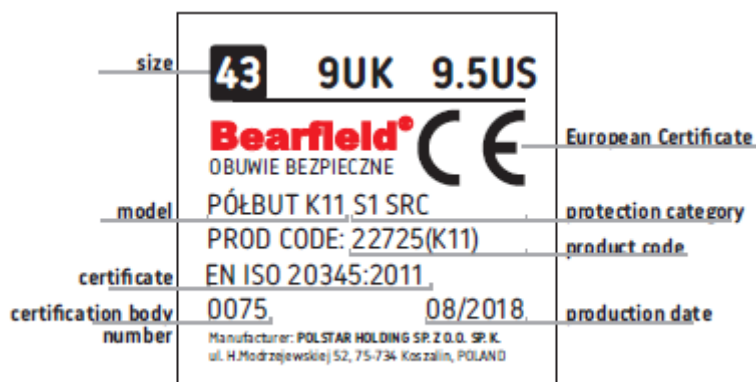 size
43 9UK 9.5US
Bearfield®
OBUWIE BEZPIECZNE
CE
European Certificate
model
PÓŁBUT K11, S1 SRC
protection category
PROD CODE: 22725(K11)
product code
certificate
EN ISO 20345:2011
certification body
number
0075
08/2018
production date
Manufacturer: POLSTAR HOLDING SP. Z O.O. SP. K.
ul. H.Modrzejewskiej 52, 75-734 Koszalin, POLAND